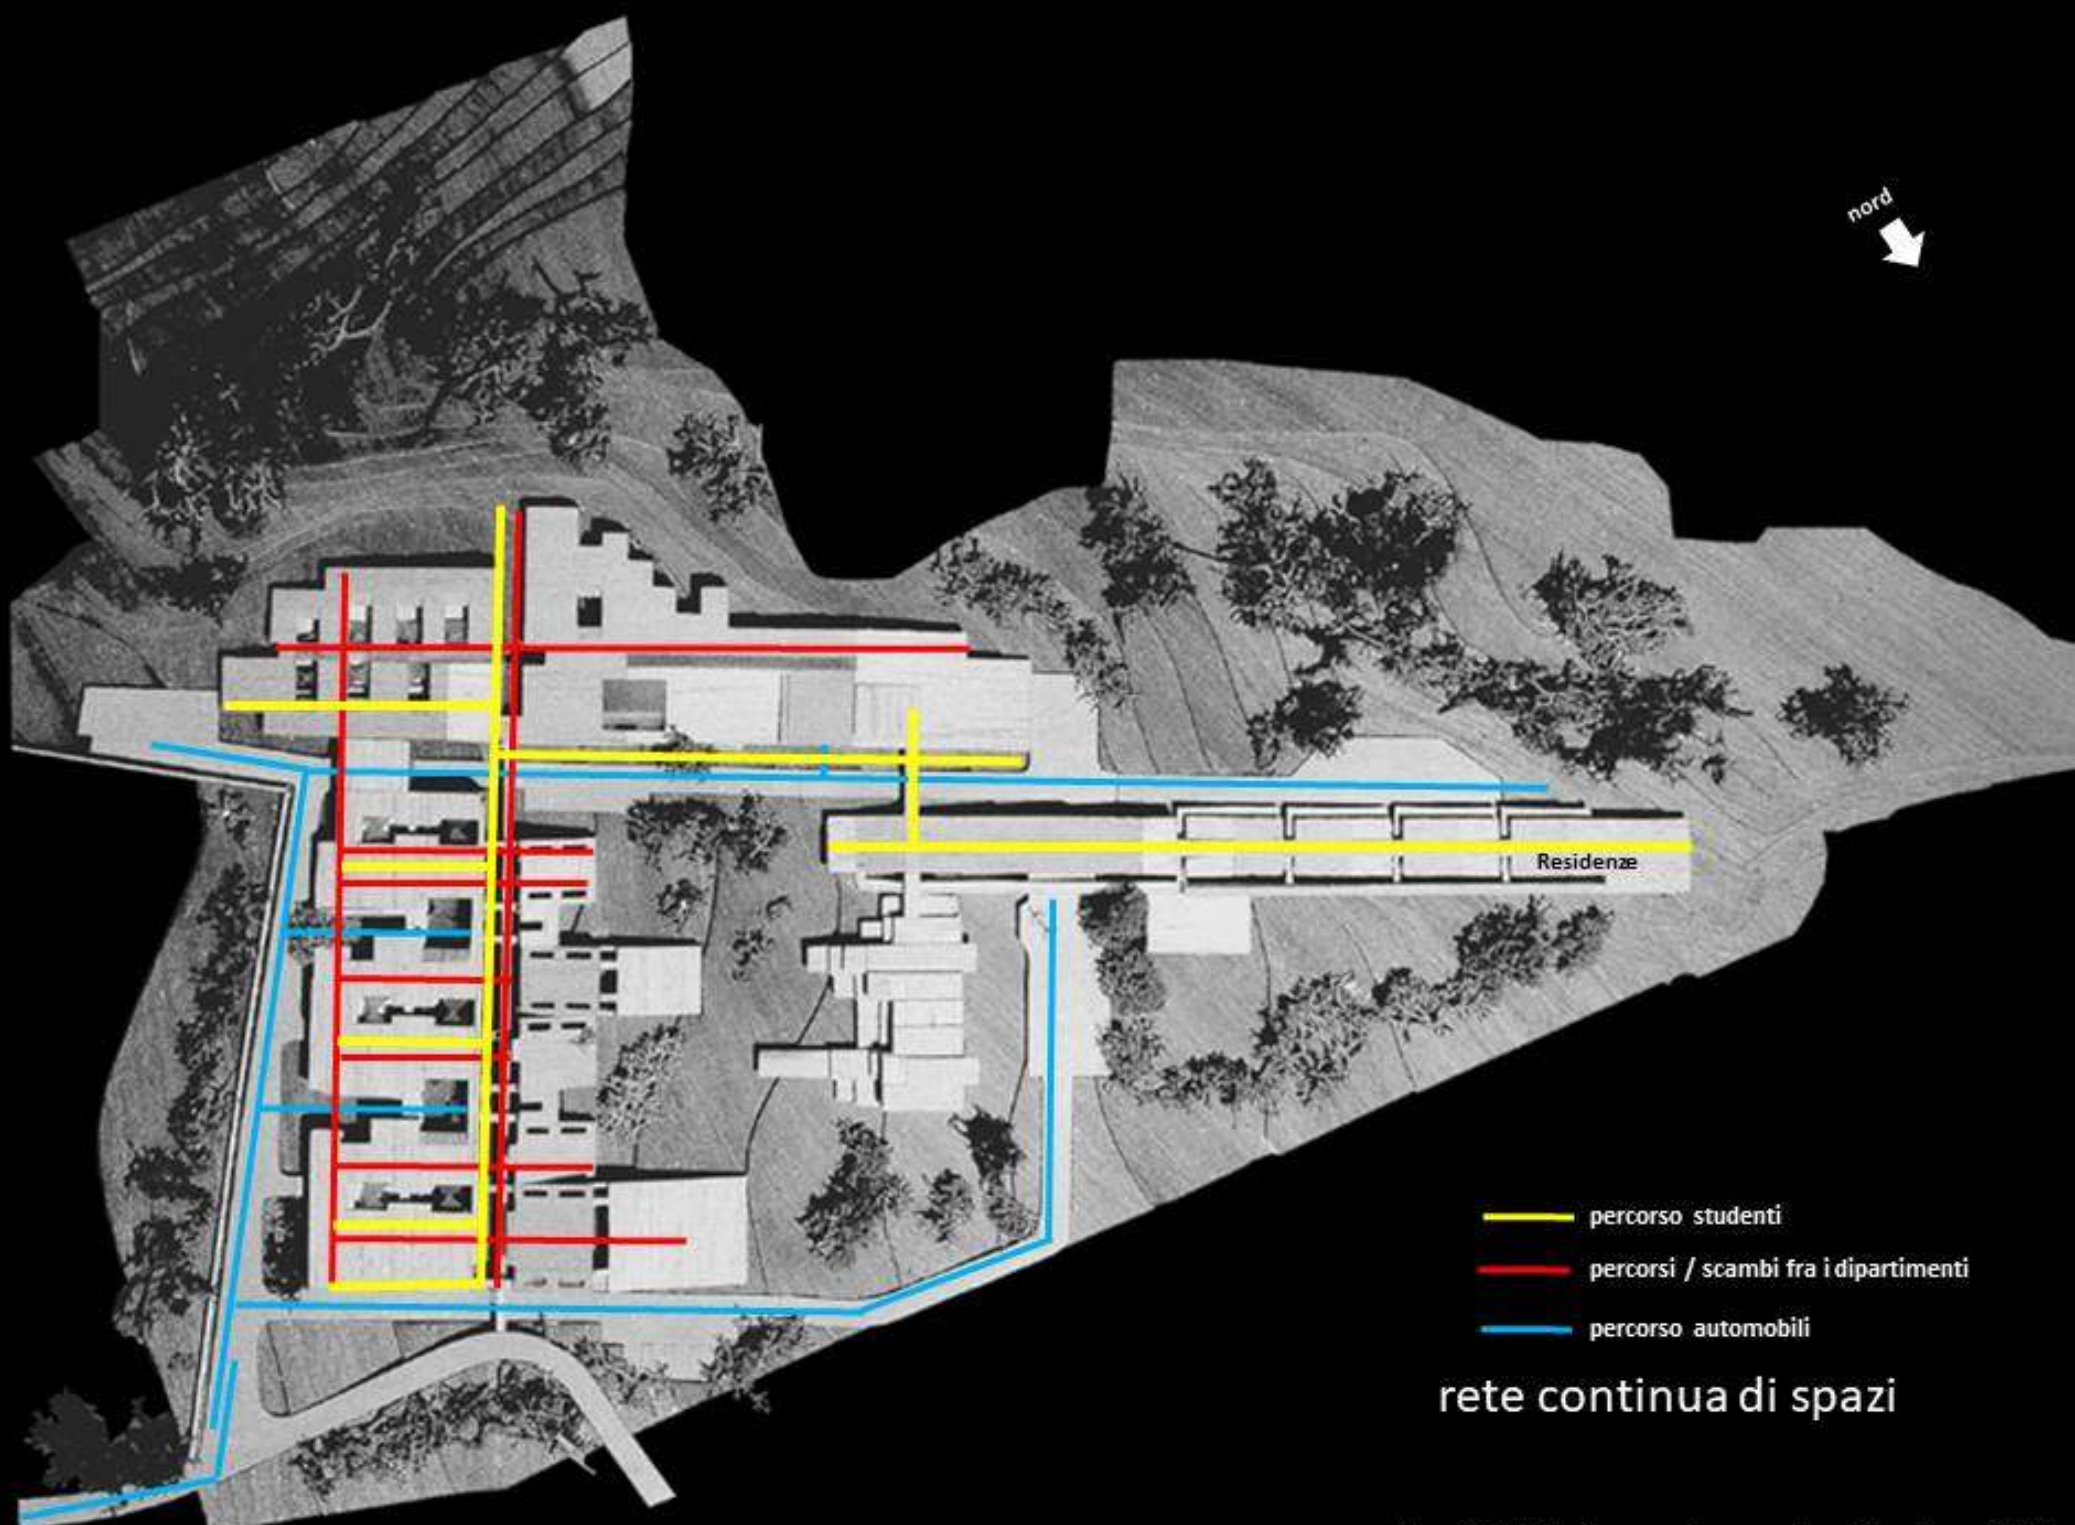 nord
Residenze
percorso studenti
percorsi / scambi fra i dipartimenti
percorso automobili
rete continua di spazi